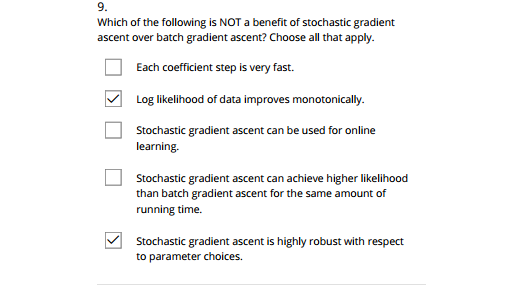 9.
Which of the following is NOT a benefit of stochastic gradient
ascent over batch gradient ascent? Choose all that apply.
Each coefficient step is very fast.
Log likelihood of data improves monotonically.
Stochastic gradient ascent can be used for online
learning.
Stochastic gradient ascent can achieve higher likelihood
than batch gradient ascent for the same amount of
running time.
Stochastic gradient ascent is highly robust with respect
to parameter choices.